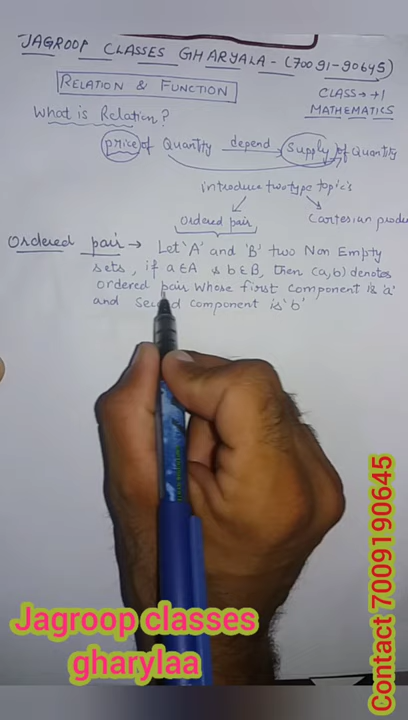 JAGROOP CLASSES GHARYALA - (70091-90645)
RELATION & FUNCTION
CLASS → +1
MATHEMATICS
What is Relation?
price of Quantity depend Supply of Quantity
introduce two type topics
Ordered pair
Cartesian produ
Ordered pair → Let 'A' and 'B' two Non Empty
sets, if a ∈ A & b ∈ B, then (a, b) denotes
ordered pair whose first component is 'a'
and Second component is 'b'
Jagroop classes
gharylaa
Contact 7009190645